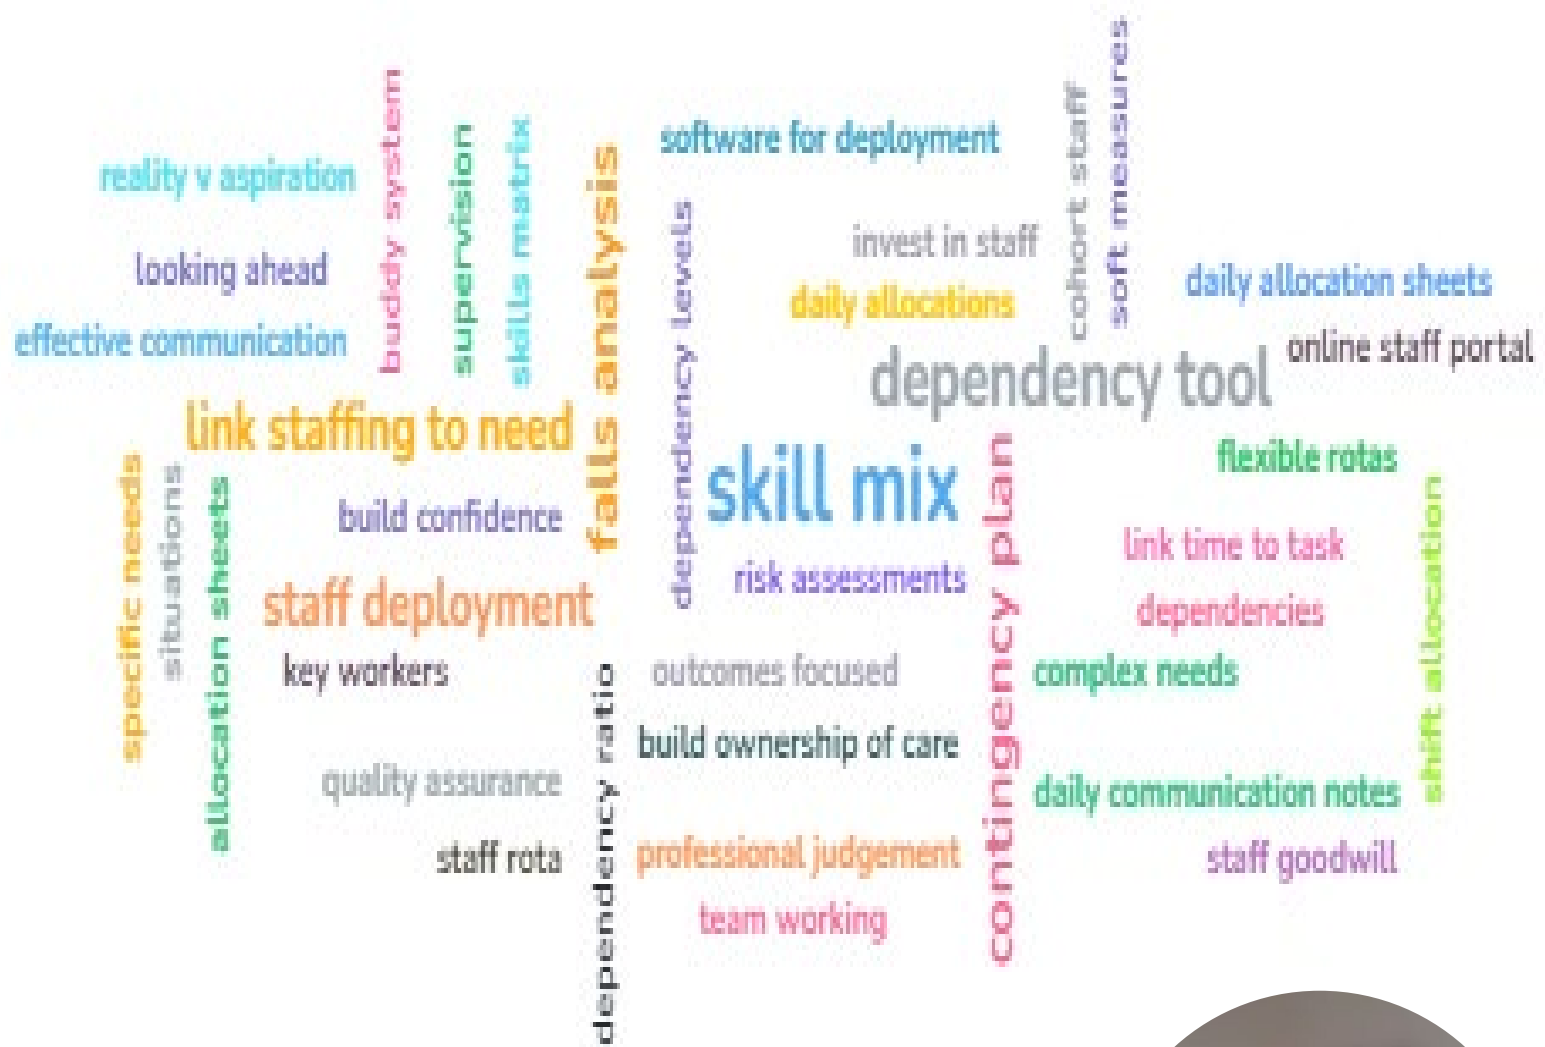 soft measures
buddy system
cohort staff
supervision
skills matrix
software for deployment
falls analysis
reality v aspiration
dependency levels
invest in staff
looking ahead
daily allocation sheets
daily allocations
effective communication
online staff portal
dependency tool
link staffing to need
skill mix
contingency plan
flexible rotas
specific needs
situations
allocation sheets
shift allocation
build confidence
link time to task
risk assessments
staff deployment
dependencies
key workers
dependency ratio
outcomes focused
complex needs
build ownership of care
quality assurance
daily communication notes
staff rota
professional judgement
staff goodwill
team working